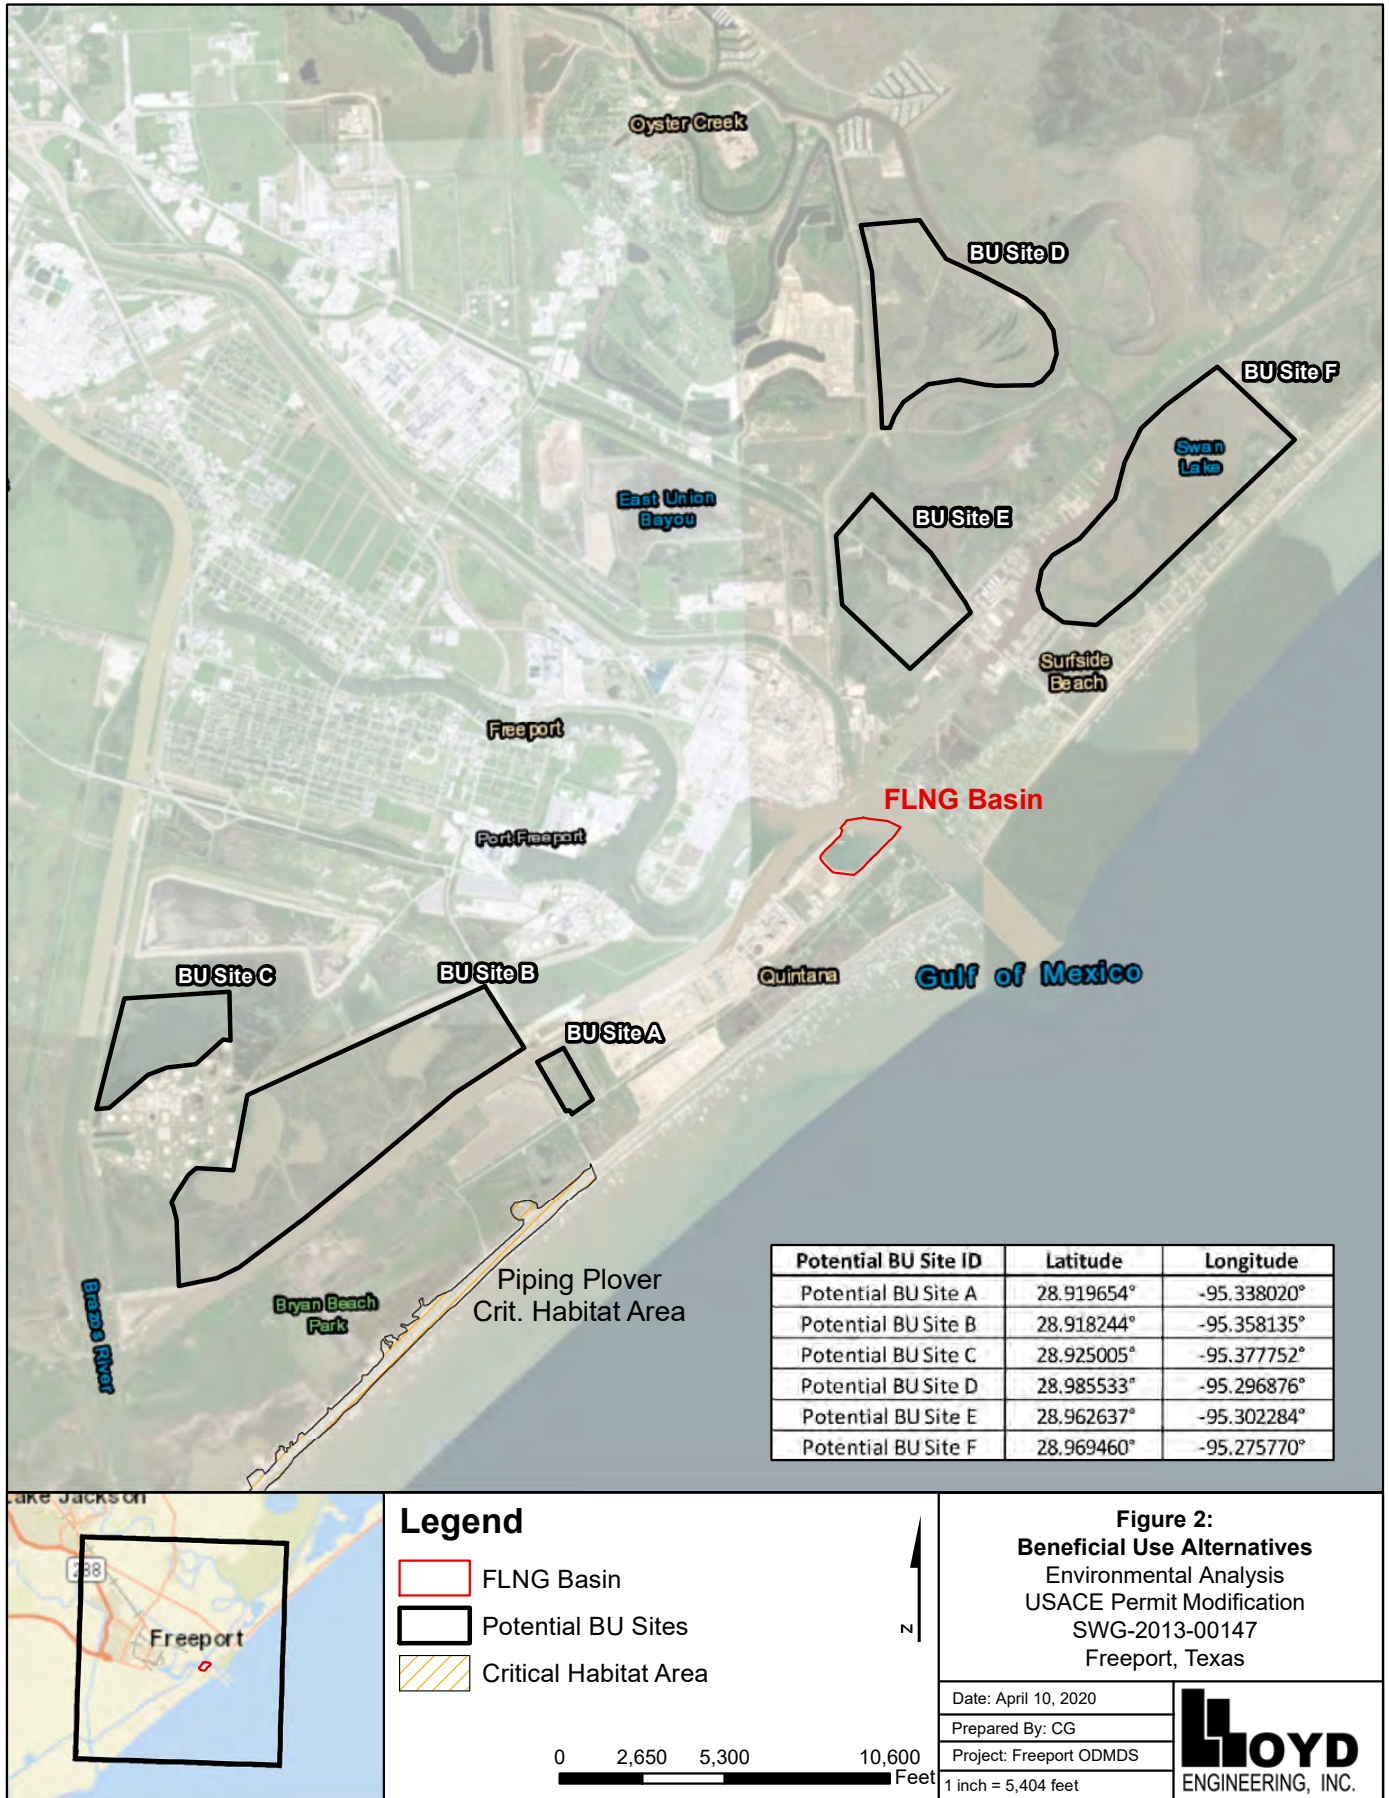 Oyster Creek
BU Site D
BU Site F
Swan
Lake
East Union
Bayou
BU Site E
Surfside
Beach
Freeport
FLNG Basin
Port Freeport
BU Site C
BU Site B
Quintana
Gulf of Mexico
BU Site A
Piping Plover
Crit. Habitat Area
Bryan Beach
Park
Brazos River
Potential BU Site ID Latitude Longitude
Potential BU Site A 28.919654° -95.338020°
Potential BU Site B 28.918244° -95.358135°
Potential BU Site C 28.925005° -95.377752°
Potential BU Site D 28.985533° -95.296876°
Potential BU Site E 28.962637° -95.302284°
Potential BU Site F 28.969460° -95.275770°
Lake Jackson
288
Freeport
Legend
FLNG Basin
Potential BU Sites
Critical Habitat Area
N
0 2,650 5,300 10,600
Feet
Figure 2:
Beneficial Use Alternatives
Environmental Analysis
USACE Permit Modification
SWG-2013-00147
Freeport, Texas
Date: April 10, 2020
Prepared By: CG
Project: Freeport ODMDS
1 inch = 5,404 feet
LLOYD
ENGINEERING, INC.